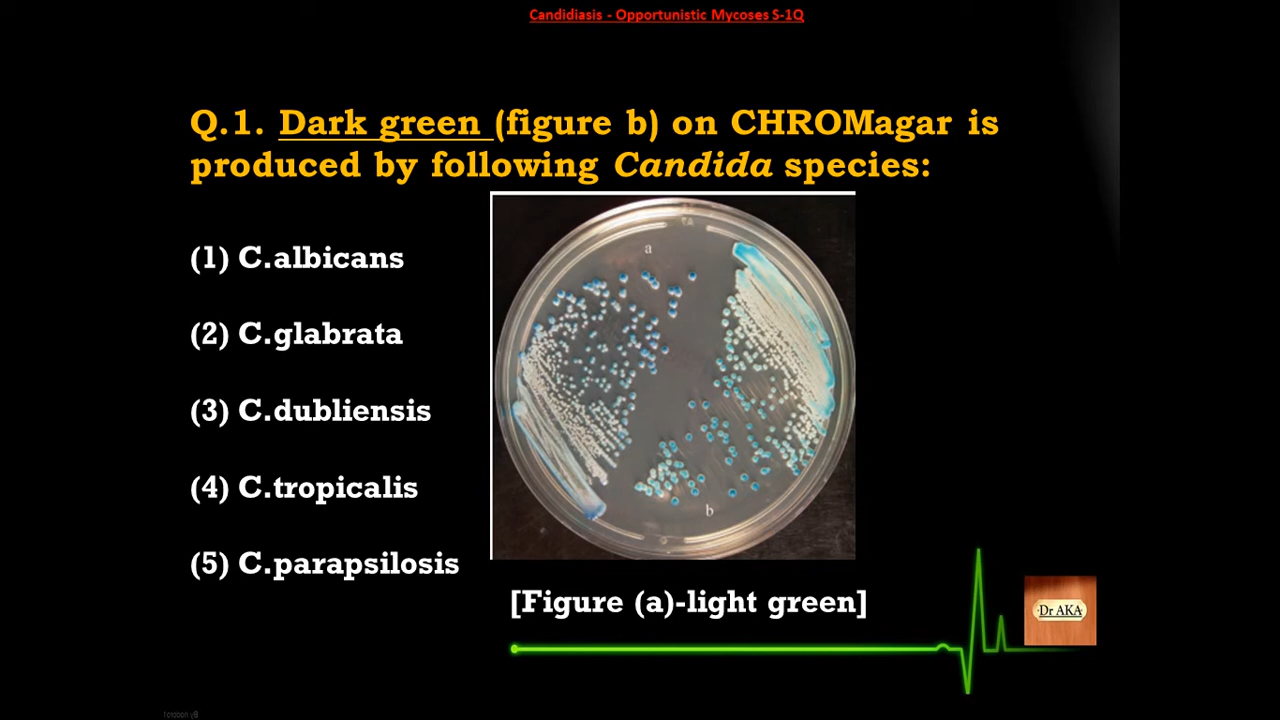 Candidiasis - Opportunistic Mycoses S-1Q
Q.1. Dark green (figure b) on CHROMagar is
produced by following Candida species:
(1) C.albicans
(2) C.glabrata
(3) C.dubliensis
(4) C.tropicalis
(5) C.parapsilosis
a
b
[Figure (a)-light green]
Dr AKA